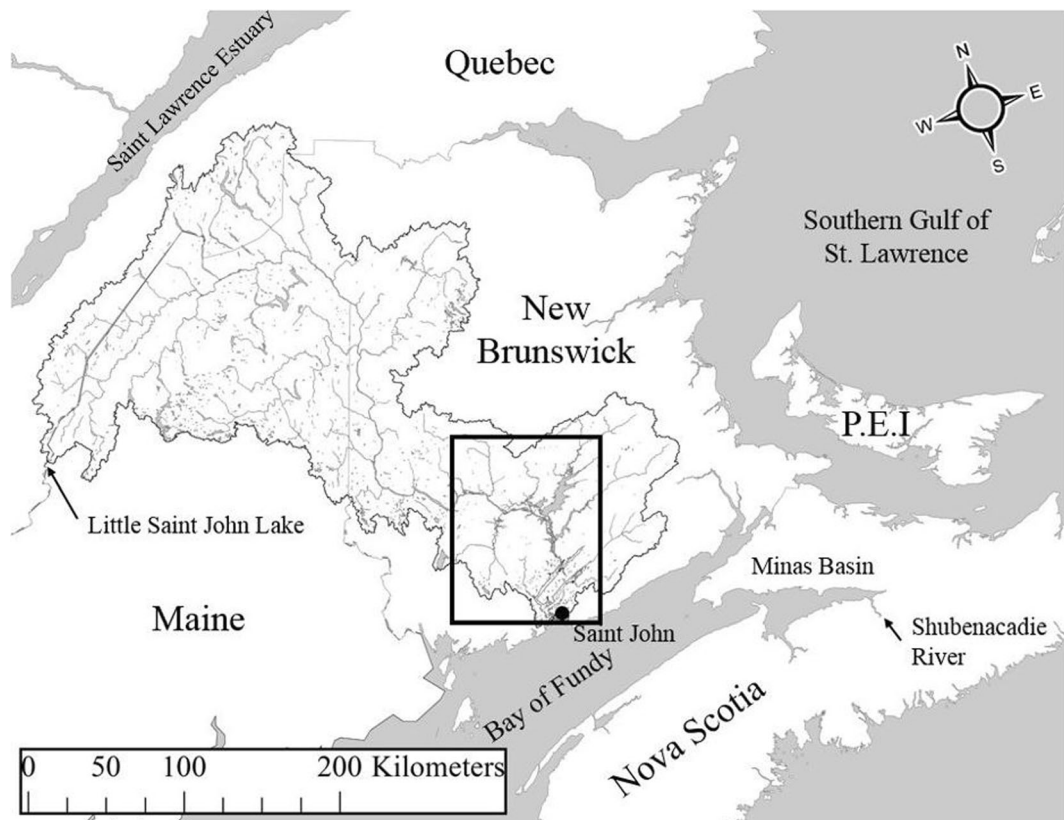 Saint Lawrence Estuary
Quebec
N
E
W
S
Southern Gulf of
St. Lawrence
New
Brunswick
P.E.I
Little Saint John Lake
Minas Basin
Maine
Saint John
Shubenacadie
River
Bay of Fundy
Nova Scotia
0 50 100 200 Kilometers